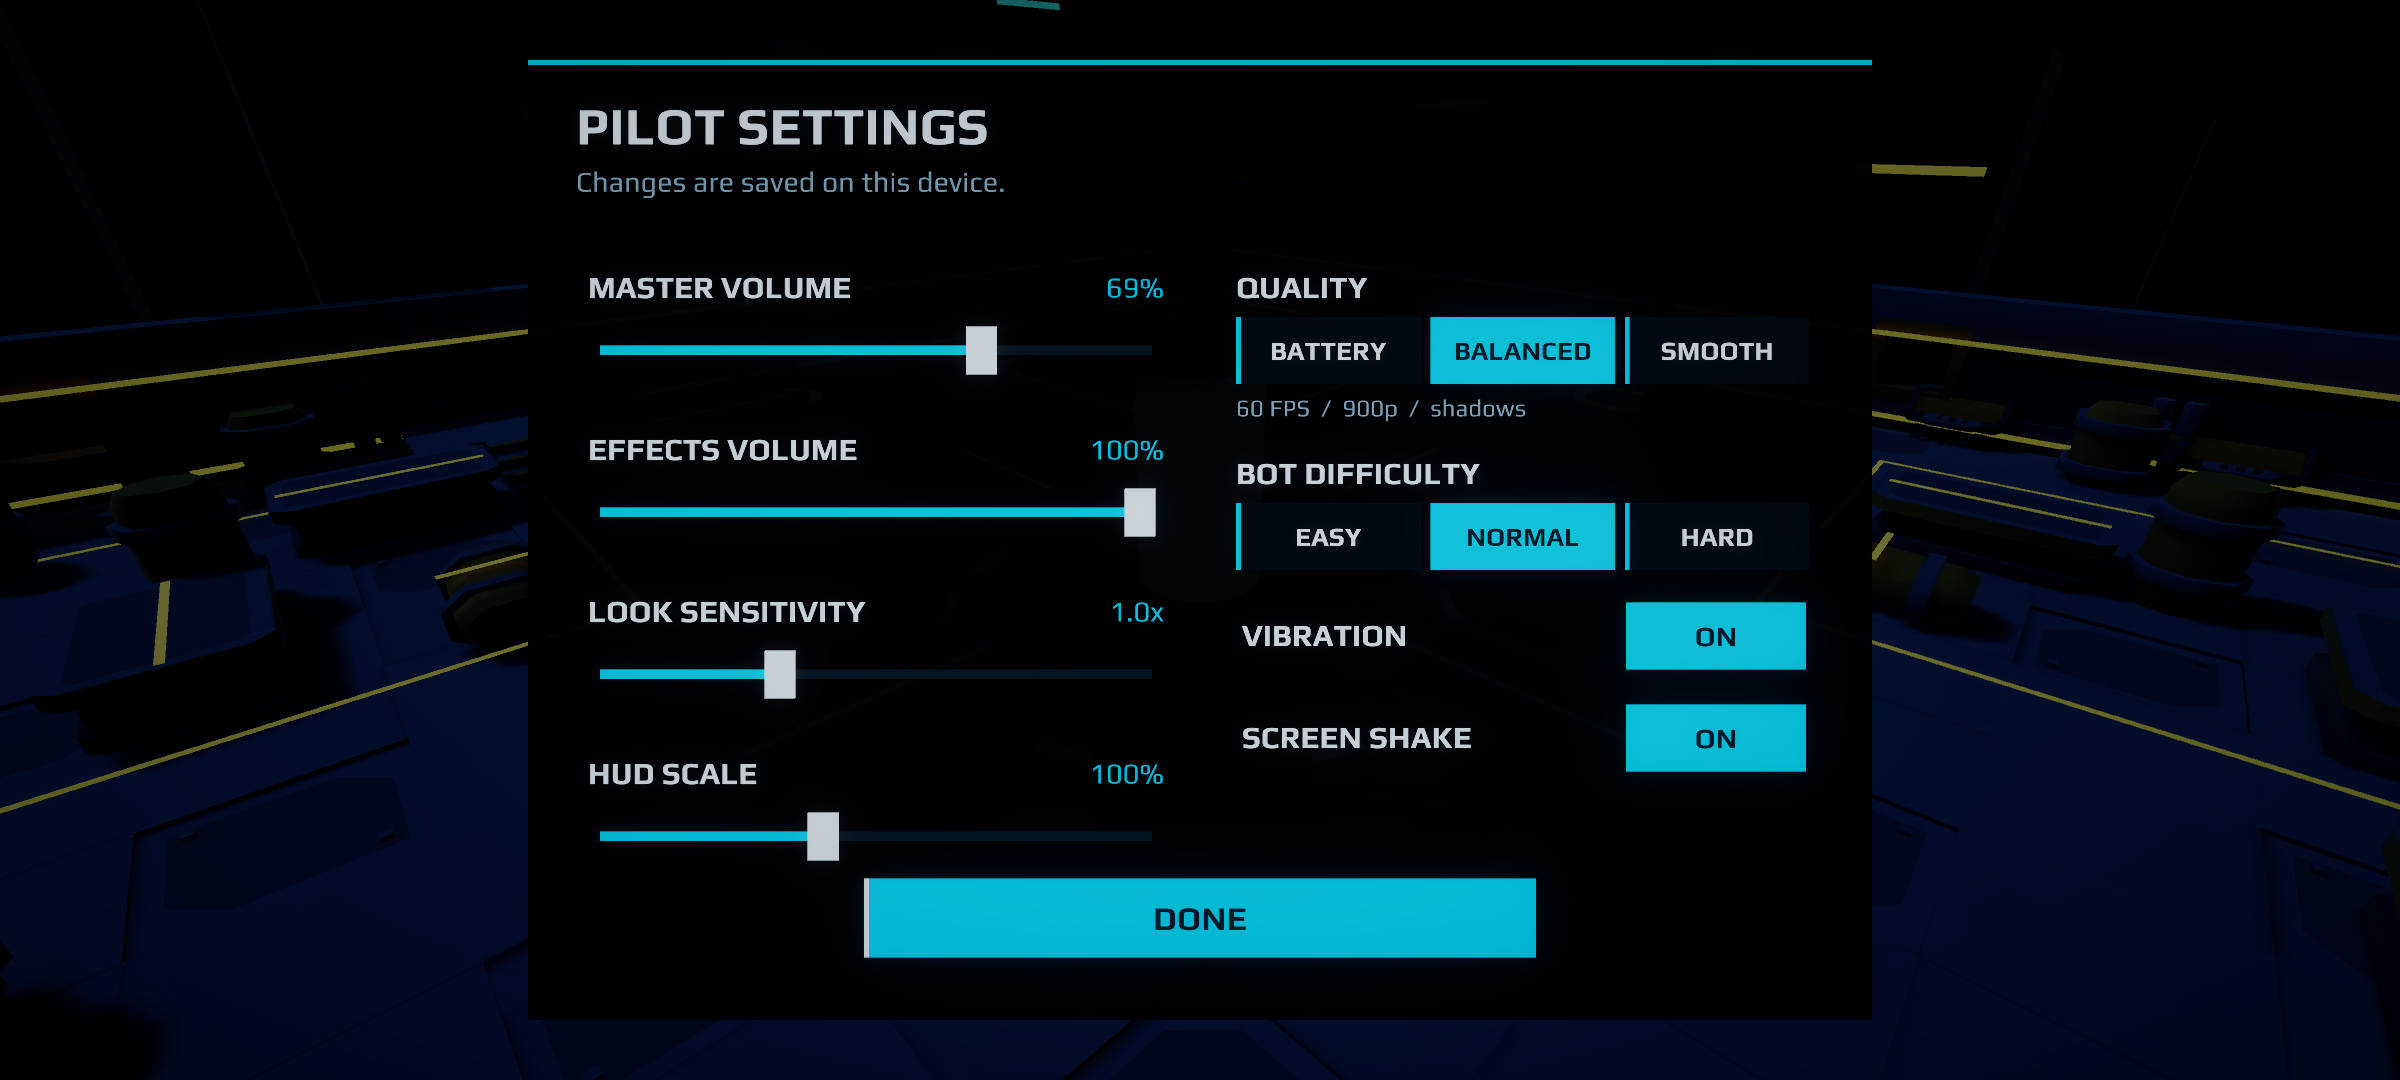 PILOT SETTINGS
Changes are saved on this device.
MASTER VOLUME 69%
EFFECTS VOLUME 100%
LOOK SENSITIVITY 1.0x
HUD SCALE 100%
QUALITY
BATTERY BALANCED SMOOTH
60 FPS / 900p / shadows
BOT DIFFICULTY
EASY NORMAL HARD
VIBRATION ON
SCREEN SHAKE ON
DONE